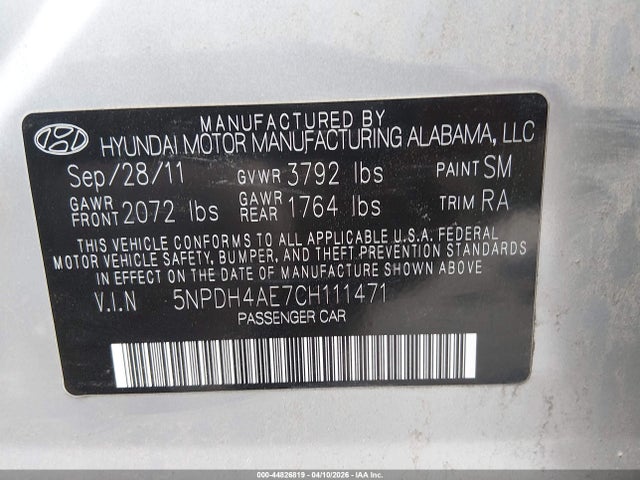 MANUFACTURED BY
HYUNDAI MOTOR MANUFACTURING ALABAMA, LLC
Sep/28/11 GVWR 3792 lbs PAINT SM
GAWR FRONT 2072 lbs GAWR REAR 1764 lbs TRIM RA
THIS VEHICLE CONFORMS TO ALL APPLICABLE U.S.A. FEDERAL
MOTOR VEHICLE SAFETY, BUMPER, AND THEFT PREVENTION
STANDARDS IN EFFECT ON THE DATE OF MANUFACTURE SHOWN ABOVE.
V.I.N 5NPDH4AE7CH111471
PASSENGER CAR
000-44826819 - 04/10/2026 - IAA Inc.